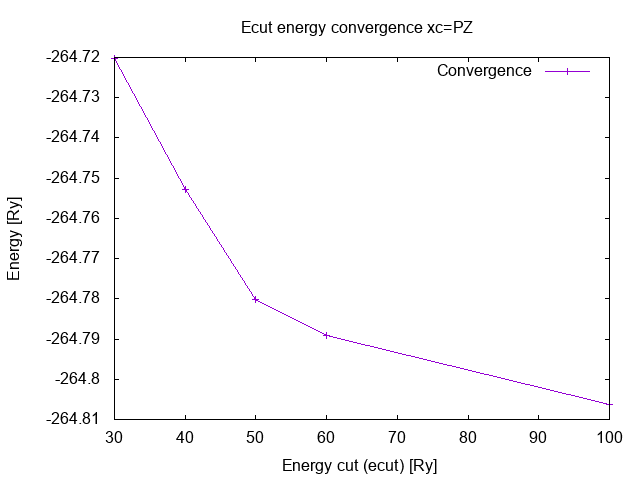 Ecut energy convergence xc=PZ
Convergence
Energy [Ry]
-264.72
-264.73
-264.74
-264.75
-264.76
-264.77
-264.78
-264.79
-264.8
-264.81
30 40 50 60 70 80 90 100
Energy cut (ecut) [Ry]